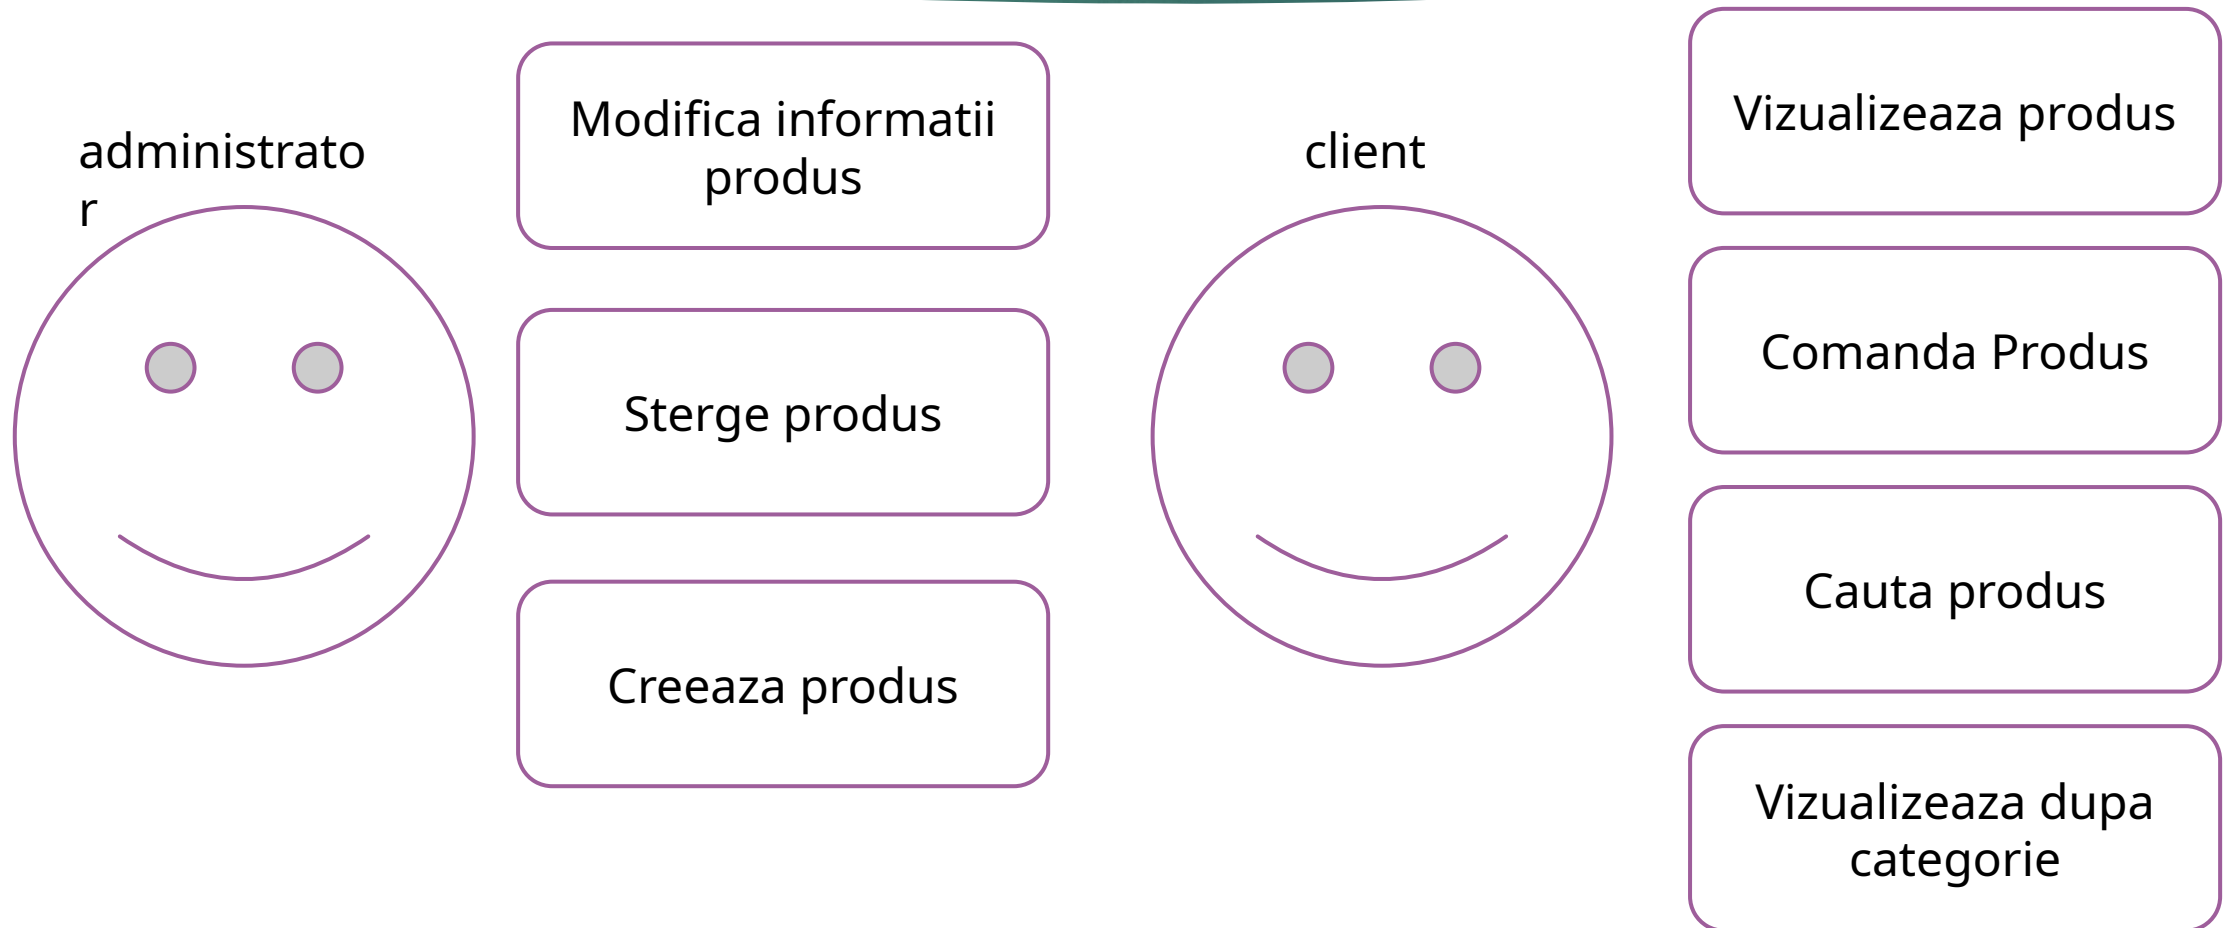 administrato
r
Modifica informatii
produs
Sterge produs
Creeaza produs
client
Vizualizeaza produs
Comanda Produs
Cauta produs
Vizualizeaza dupa
categorie